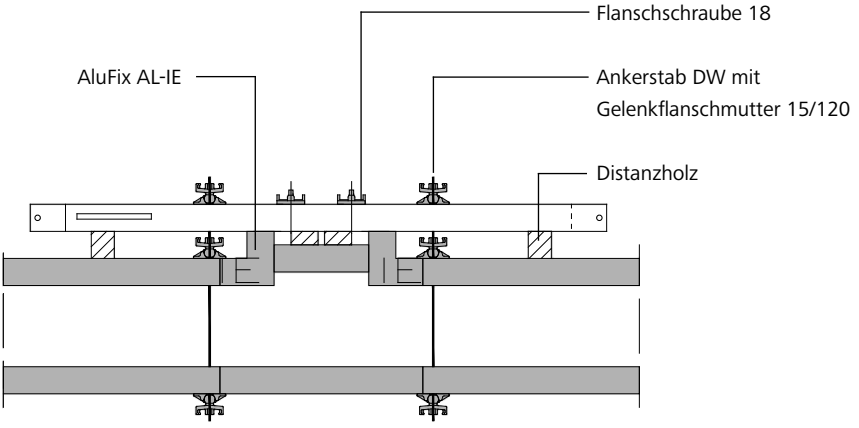 Flanschschraube 18
AluFix AL-IE
Ankerstab DW mit
Gelenkflanschmutter 15/120
Distanzholz